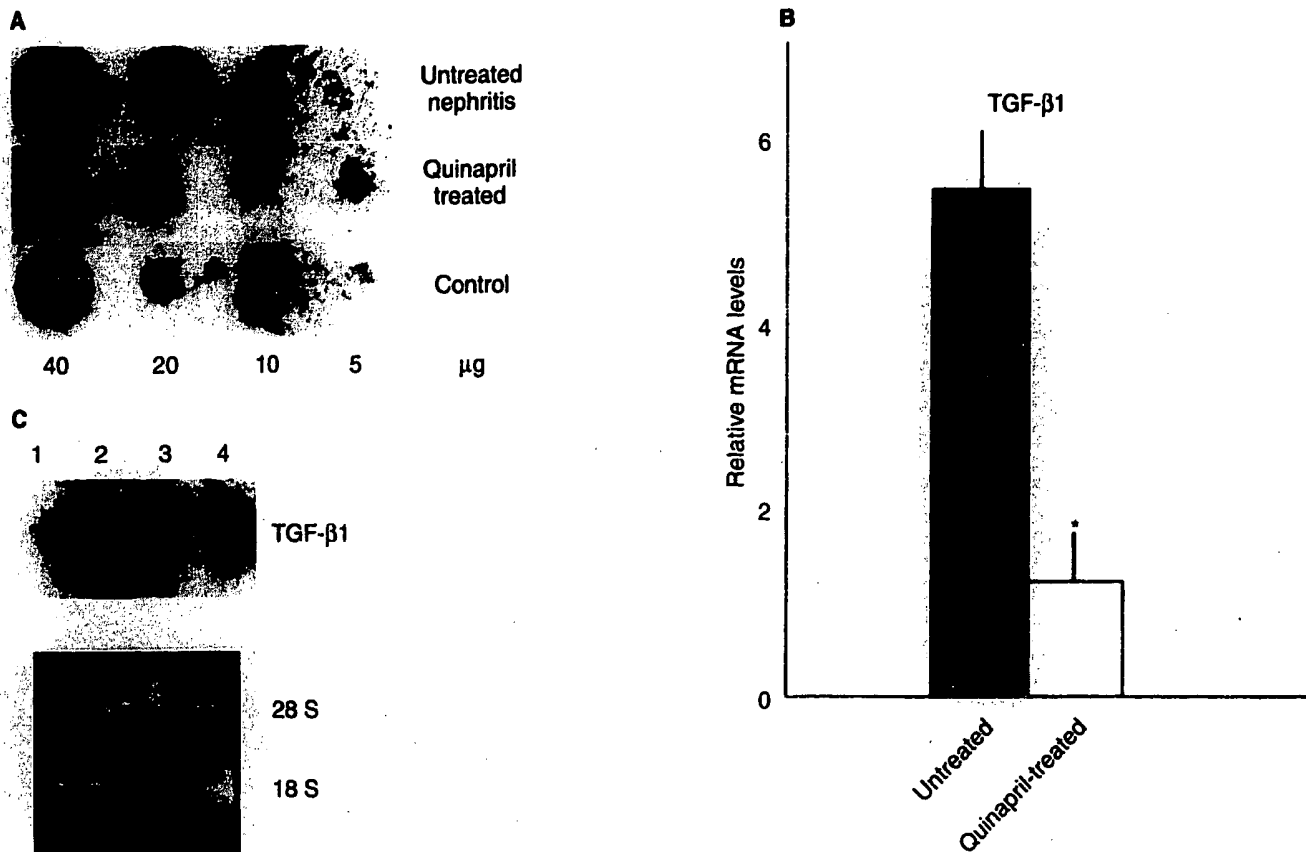 A
Untreated
nephritis
Quinapril
treated
Control
40 20 10 5 µg
C
1 2 3 4
TGF-β1
28 S
18 S
B
TGF-β1
6
4
2
0
*
Relative mRNA levels
Untreated
Quinapril-treated